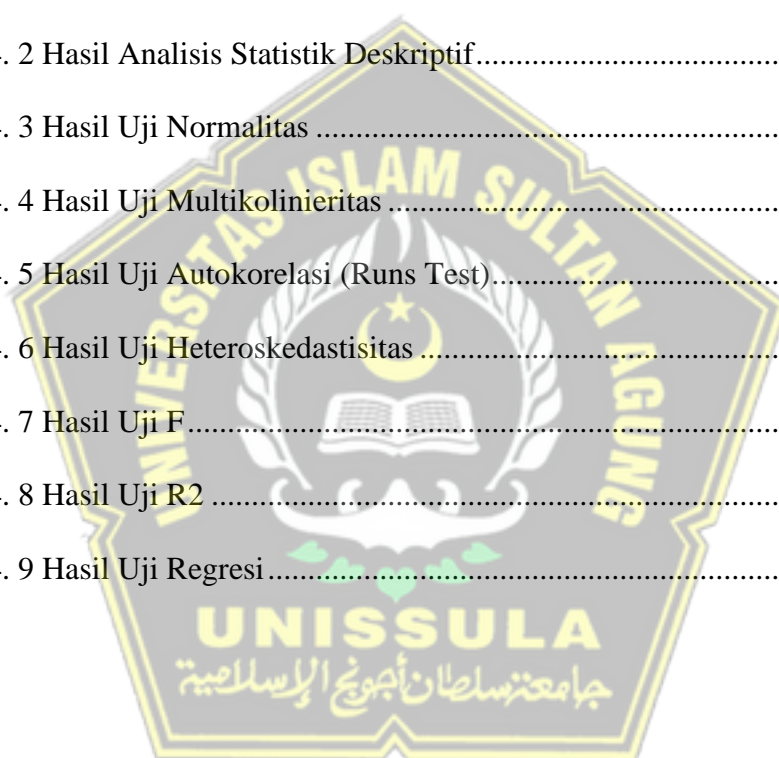 . 2 Hasil Analisis Statistik Deskriptif..................................
. 3 Hasil Uji Normalitas ......................................................
. 4 Hasil Uji Multikolinieritas .............................................
. 5 Hasil Uji Autokorelasi (Runs Test)................................
. 6 Hasil Uji Heteroskedastisitas .........................................
. 7 Hasil Uji F.....................................................................
. 8 Hasil Uji R2 ..................................................................
. 9 Hasil Uji Regresi...........................................................
UNIVERSITAS ISLAM SULTAN AGUNG
UNISSULA
جامعة سلطان أجونج الإسلامية